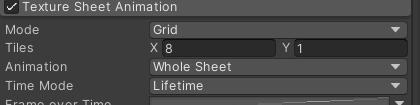 Texture Sheet Animation
Mode Grid
Tiles X 8 Y 1
Animation Whole Sheet
Time Mode Lifetime
Frame over Time